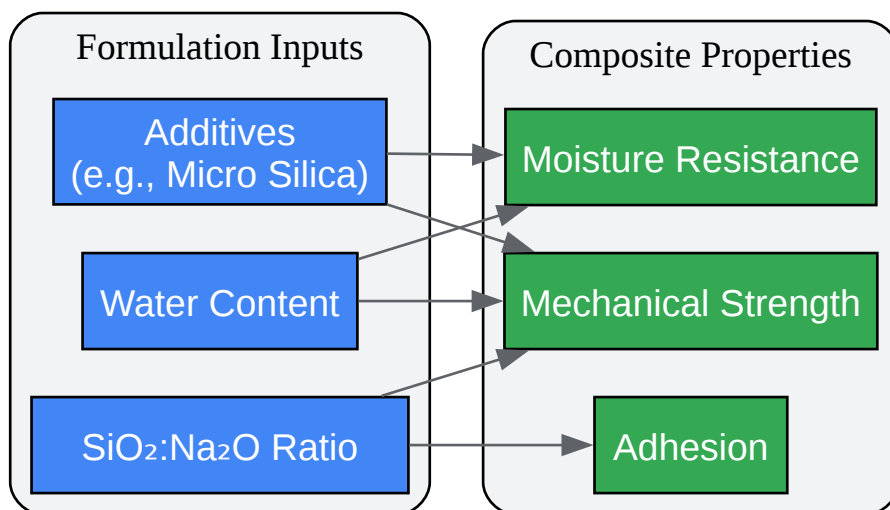 Formulation Inputs
Composite Properties
Additives
(e.g., Micro Silica)
Moisture Resistance
Water Content
Mechanical Strength
SiO₂:Na₂O Ratio
Adhesion